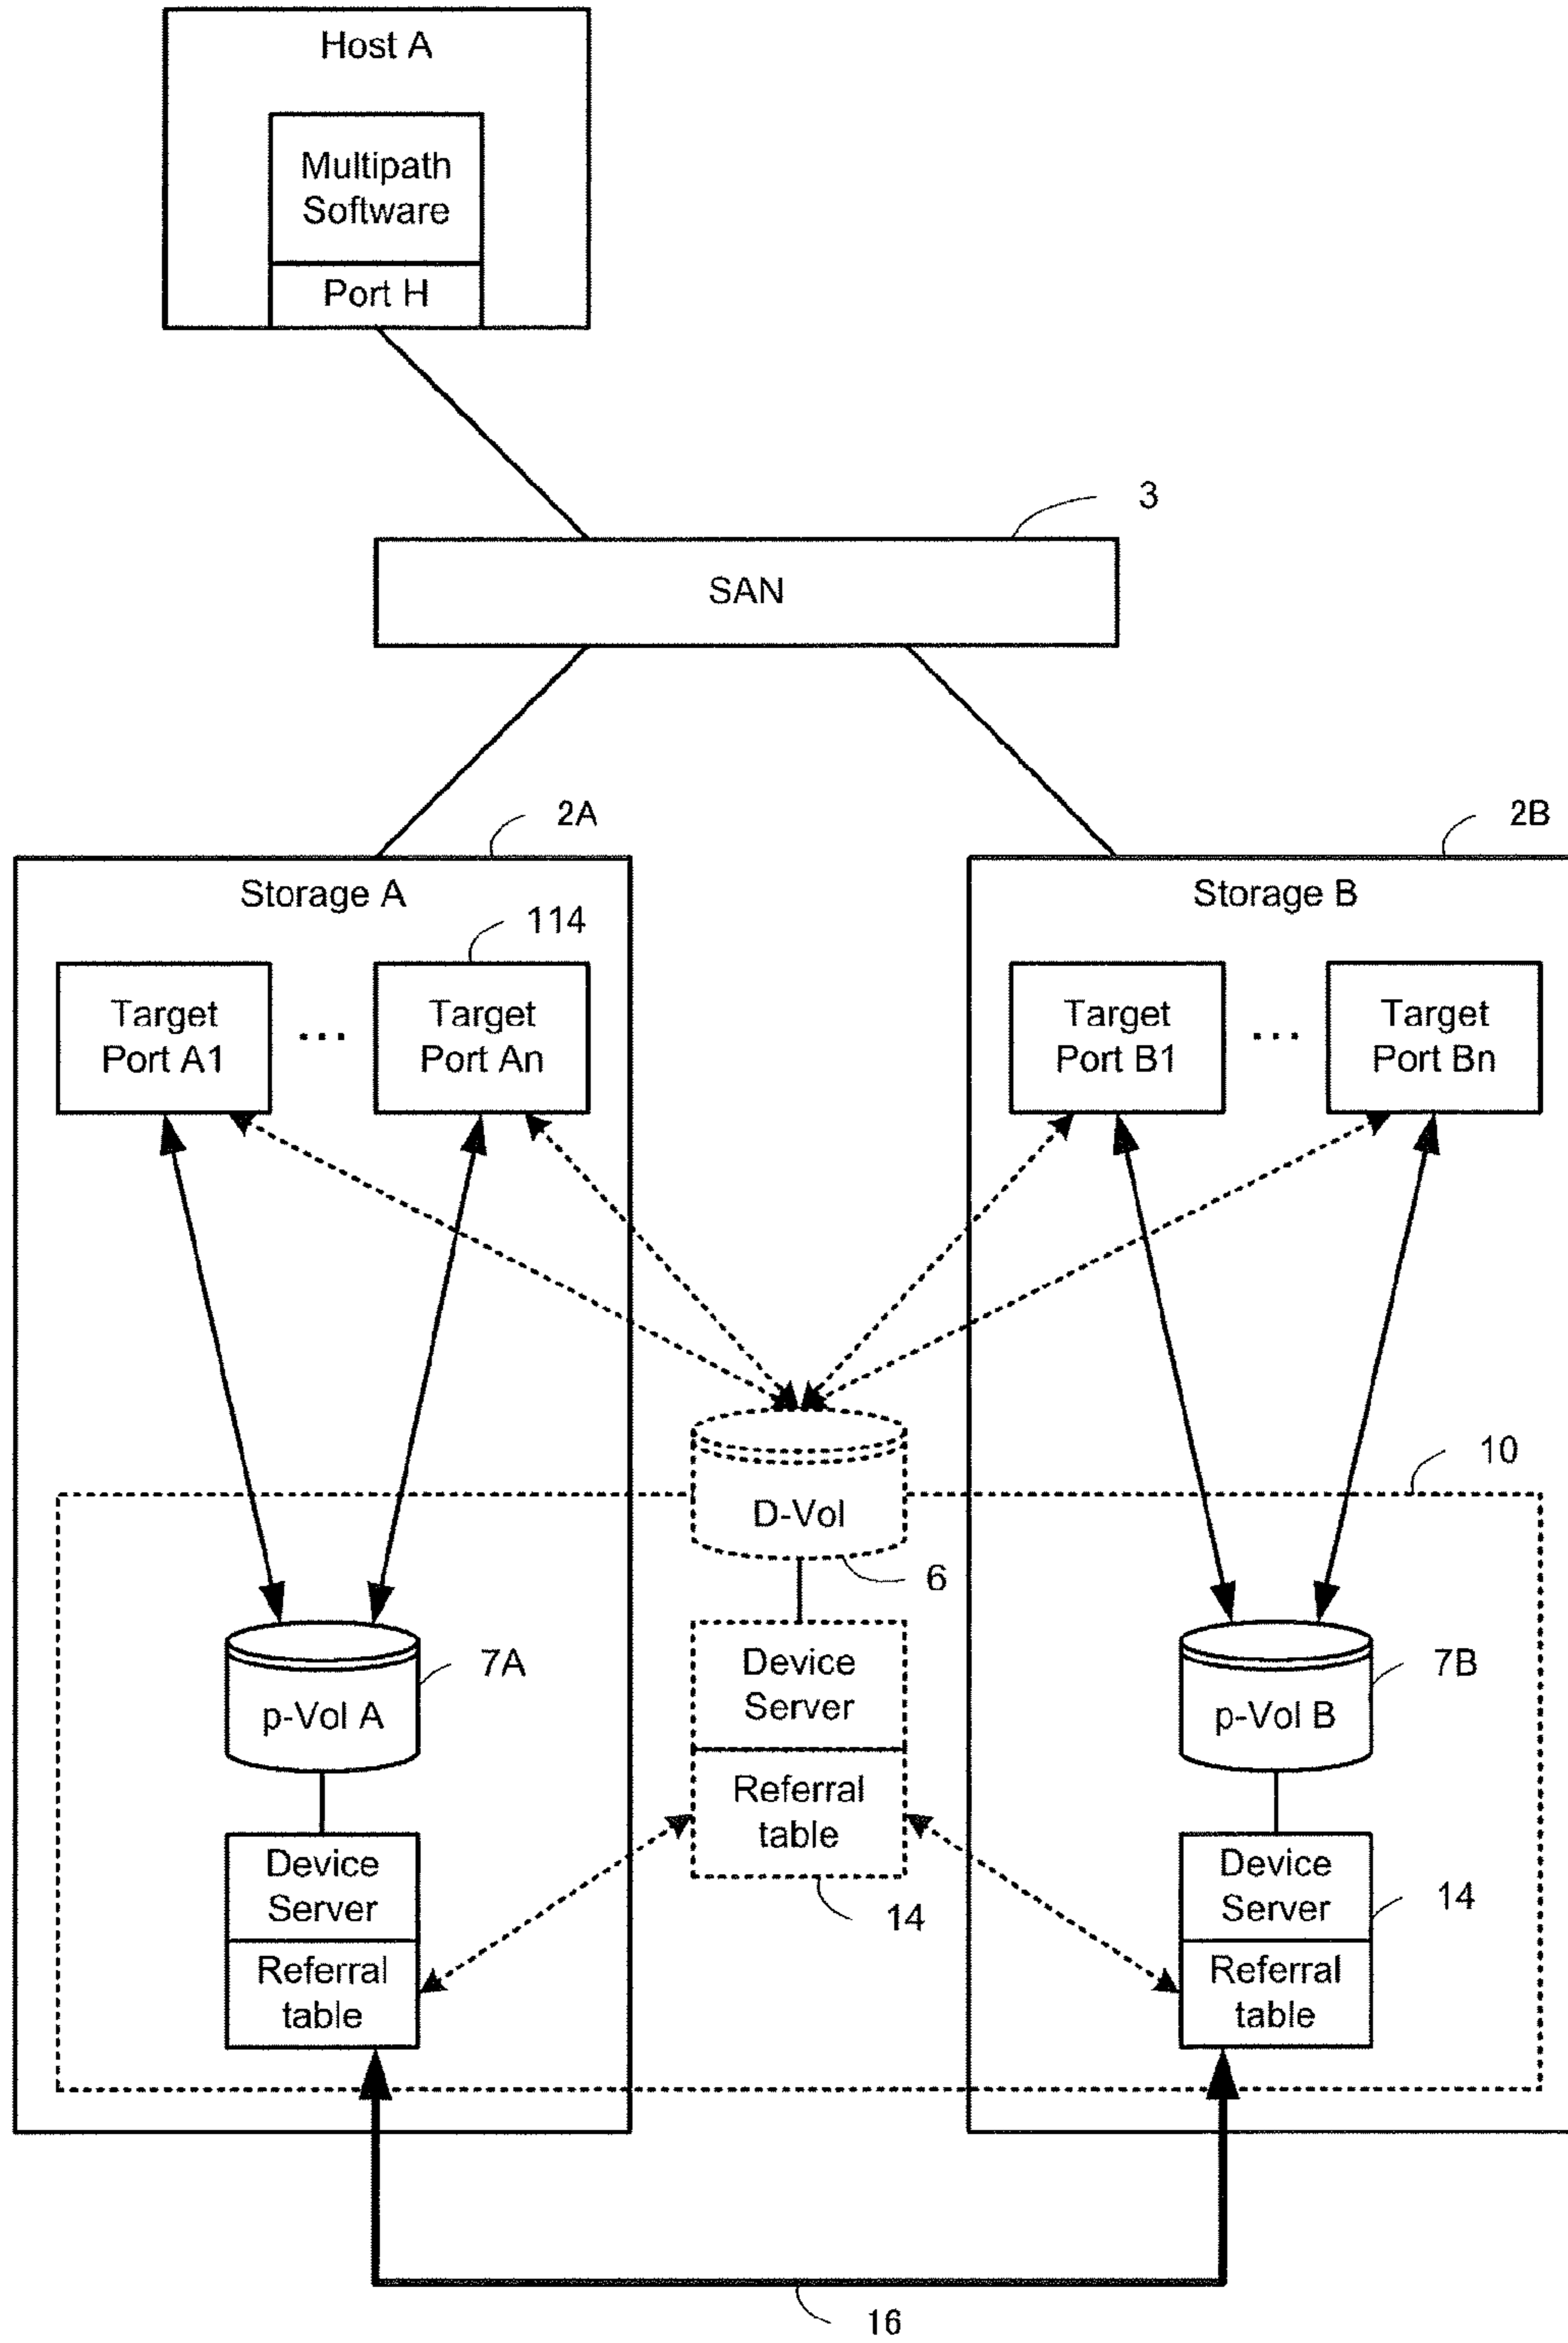 Host A
Multipath
Software
Port H
3
SAN
2A
2B
Storage A
Storage B
114
Target
Port A1
...
Target
Port An
Target
Port B1
...
Target
Port Bn
10
D-Vol
6
7A
p-Vol A
Device
Server
Referral
table
14
7B
p-Vol B
Device
Server
Referral
table
Device
Server
14
Referral
table
16